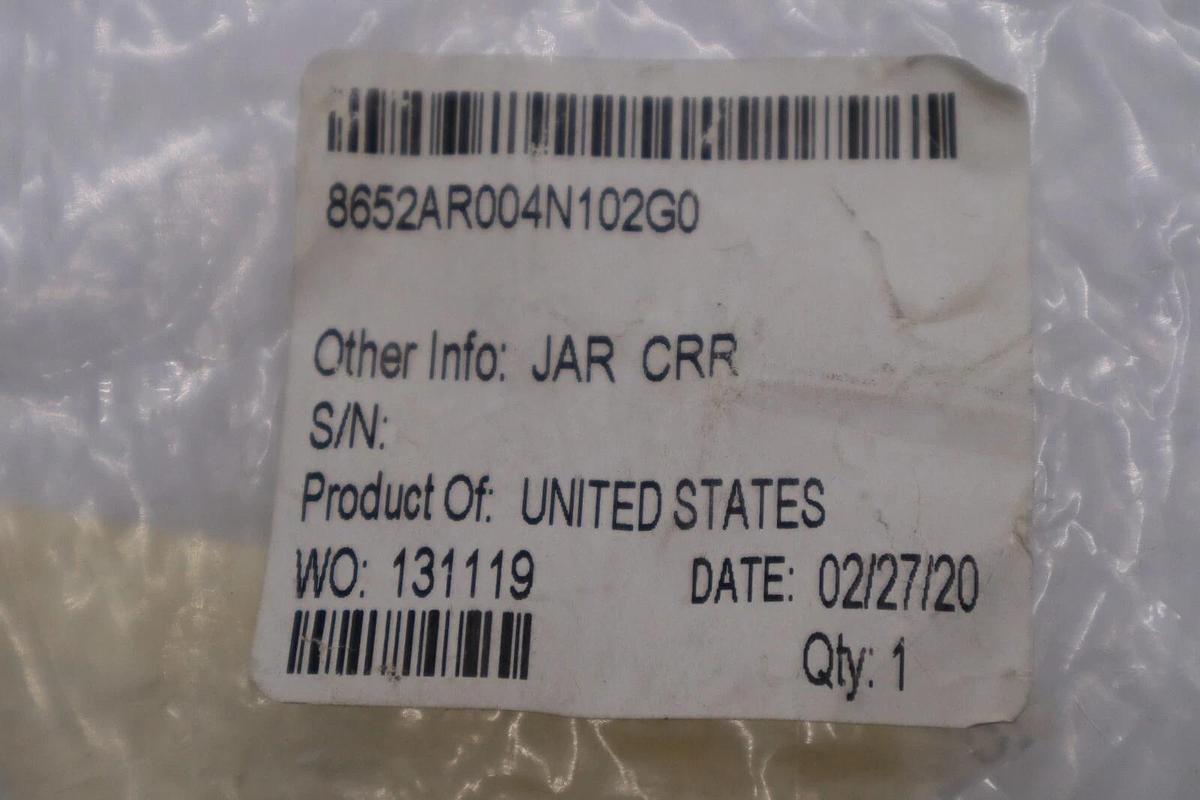 8652AR004N102G0
Other Info: JAR CRR
S/N:
Product Of: UNITED STATES
WO: 131119 DATE: 02/27/20
Qty: 1